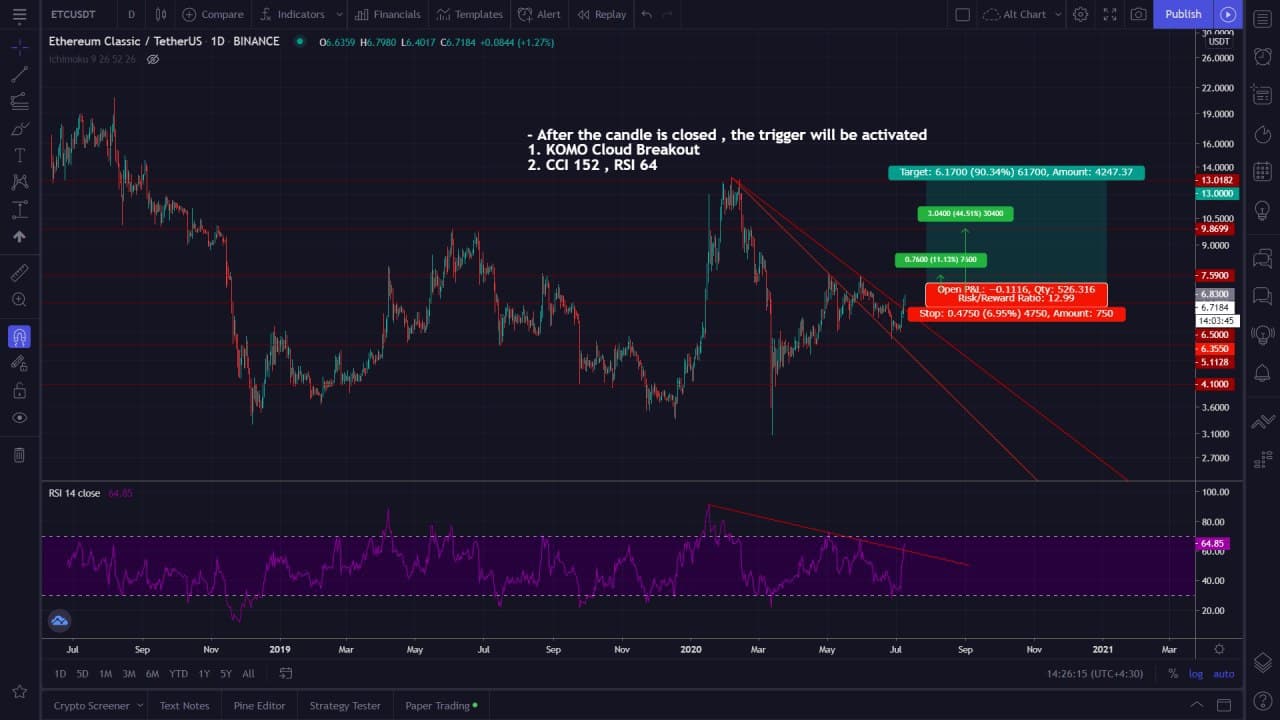 ETCUSDT D Compare Indicators Financials Templates Alert Replay Alt Chart Publish
Ethereum Classic / TetherUS 1D BINANCE O6.6359 H6.7980 L6.4017 C6.7184 +0.0844 (+1.27%)
Ichimoku 9 26 52 26
- After the candle is closed , the trigger will be activated
1. KOMO Cloud Breakout
2. CCI 152 , RSI 64
Target: 6.1700 (90.34%) 61700, Amount: 4247.37
3.0400 (44.51%) 30400
0.7600 (11.13%) 7600
Open P&L: −0.1116, Qty: 526.316
Risk/Reward Ratio: 12.99
Stop: 0.4750 (6.95%) 4750, Amount: 750
30.0000
USDT
26.0000
22.0000
19.0000
16.0000
14.0000
13.0182
13.0000
10.5000
9.8699
9.0000
7.5900
6.8300
6.7184
14:03:45
6.5000
6.3550
5.1128
4.1000
3.6000
3.1000
2.7000
RSI 14 close 64.85
100.00
80.00
64.85
60.00
40.00
20.00
Jul Sep Nov 2019 Mar May Jul Sep Nov 2020 Mar May Jul Sep Nov 2021 Mar
1D 5D 1M 3M 6M YTD 1Y 5Y All 14:26:15 (UTC+4:30) % log auto
Crypto Screener Text Notes Pine Editor Strategy Tester Paper Trading